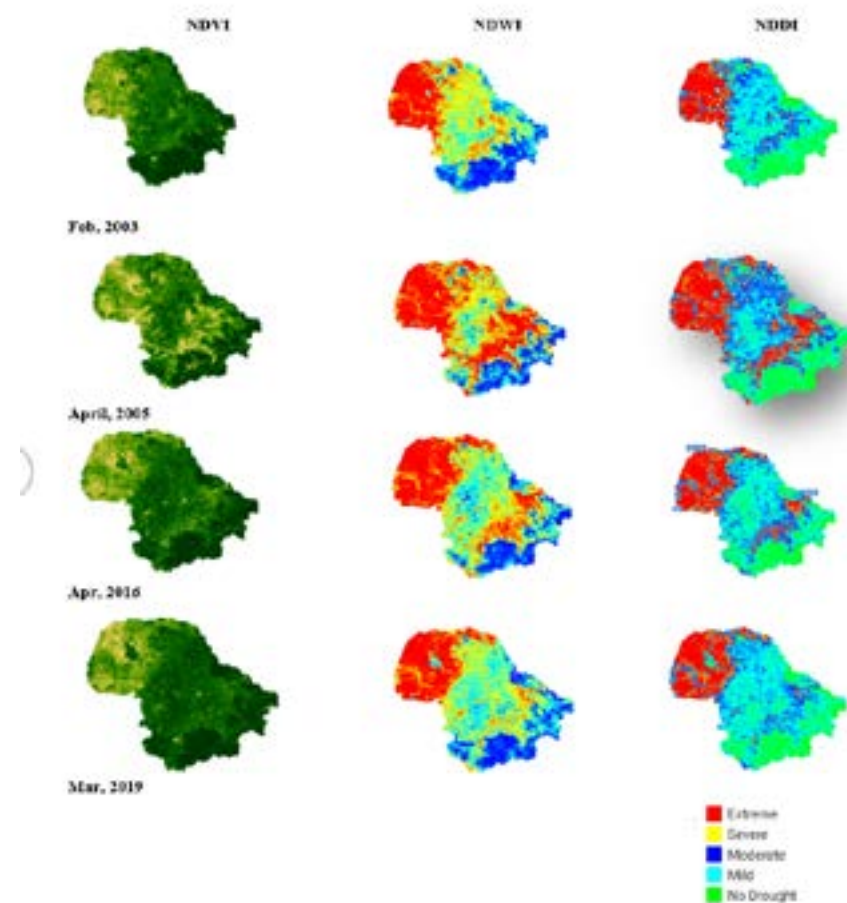 NDVI NDWI NDDI
Feb, 2003
April, 2005
Apr, 2016
Mar, 2019
Extreme
Severe
Moderate
Mild
No Drought